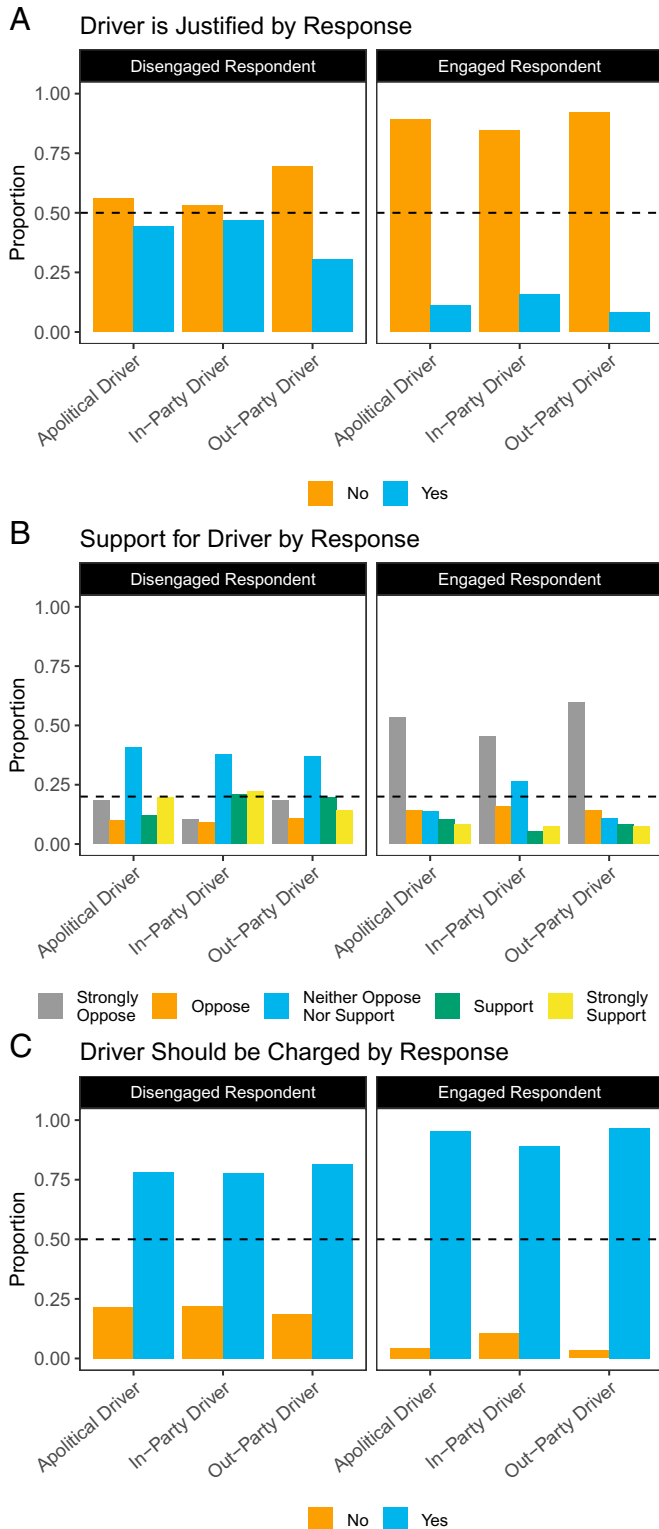 A
Driver is Justified by Response
Disengaged Respondent
Engaged Respondent
Proportion
1.00
0.75
0.50
0.25
0.00
Apolitical Driver
In−Party Driver
Out−Party Driver
Apolitical Driver
In−Party Driver
Out−Party Driver
No
Yes
B
Support for Driver by Response
Disengaged Respondent
Engaged Respondent
Proportion
1.00
0.75
0.50
0.25
0.00
Apolitical Driver
In−Party Driver
Out−Party Driver
Apolitical Driver
In−Party Driver
Out−Party Driver
Strongly
Oppose
Oppose
Neither Oppose
Nor Support
Support
Strongly
Support
C
Driver Should be Charged by Response
Disengaged Respondent
Engaged Respondent
Proportion
1.00
0.75
0.50
0.25
0.00
Apolitical Driver
In−Party Driver
Out−Party Driver
Apolitical Driver
In−Party Driver
Out−Party Driver
No
Yes